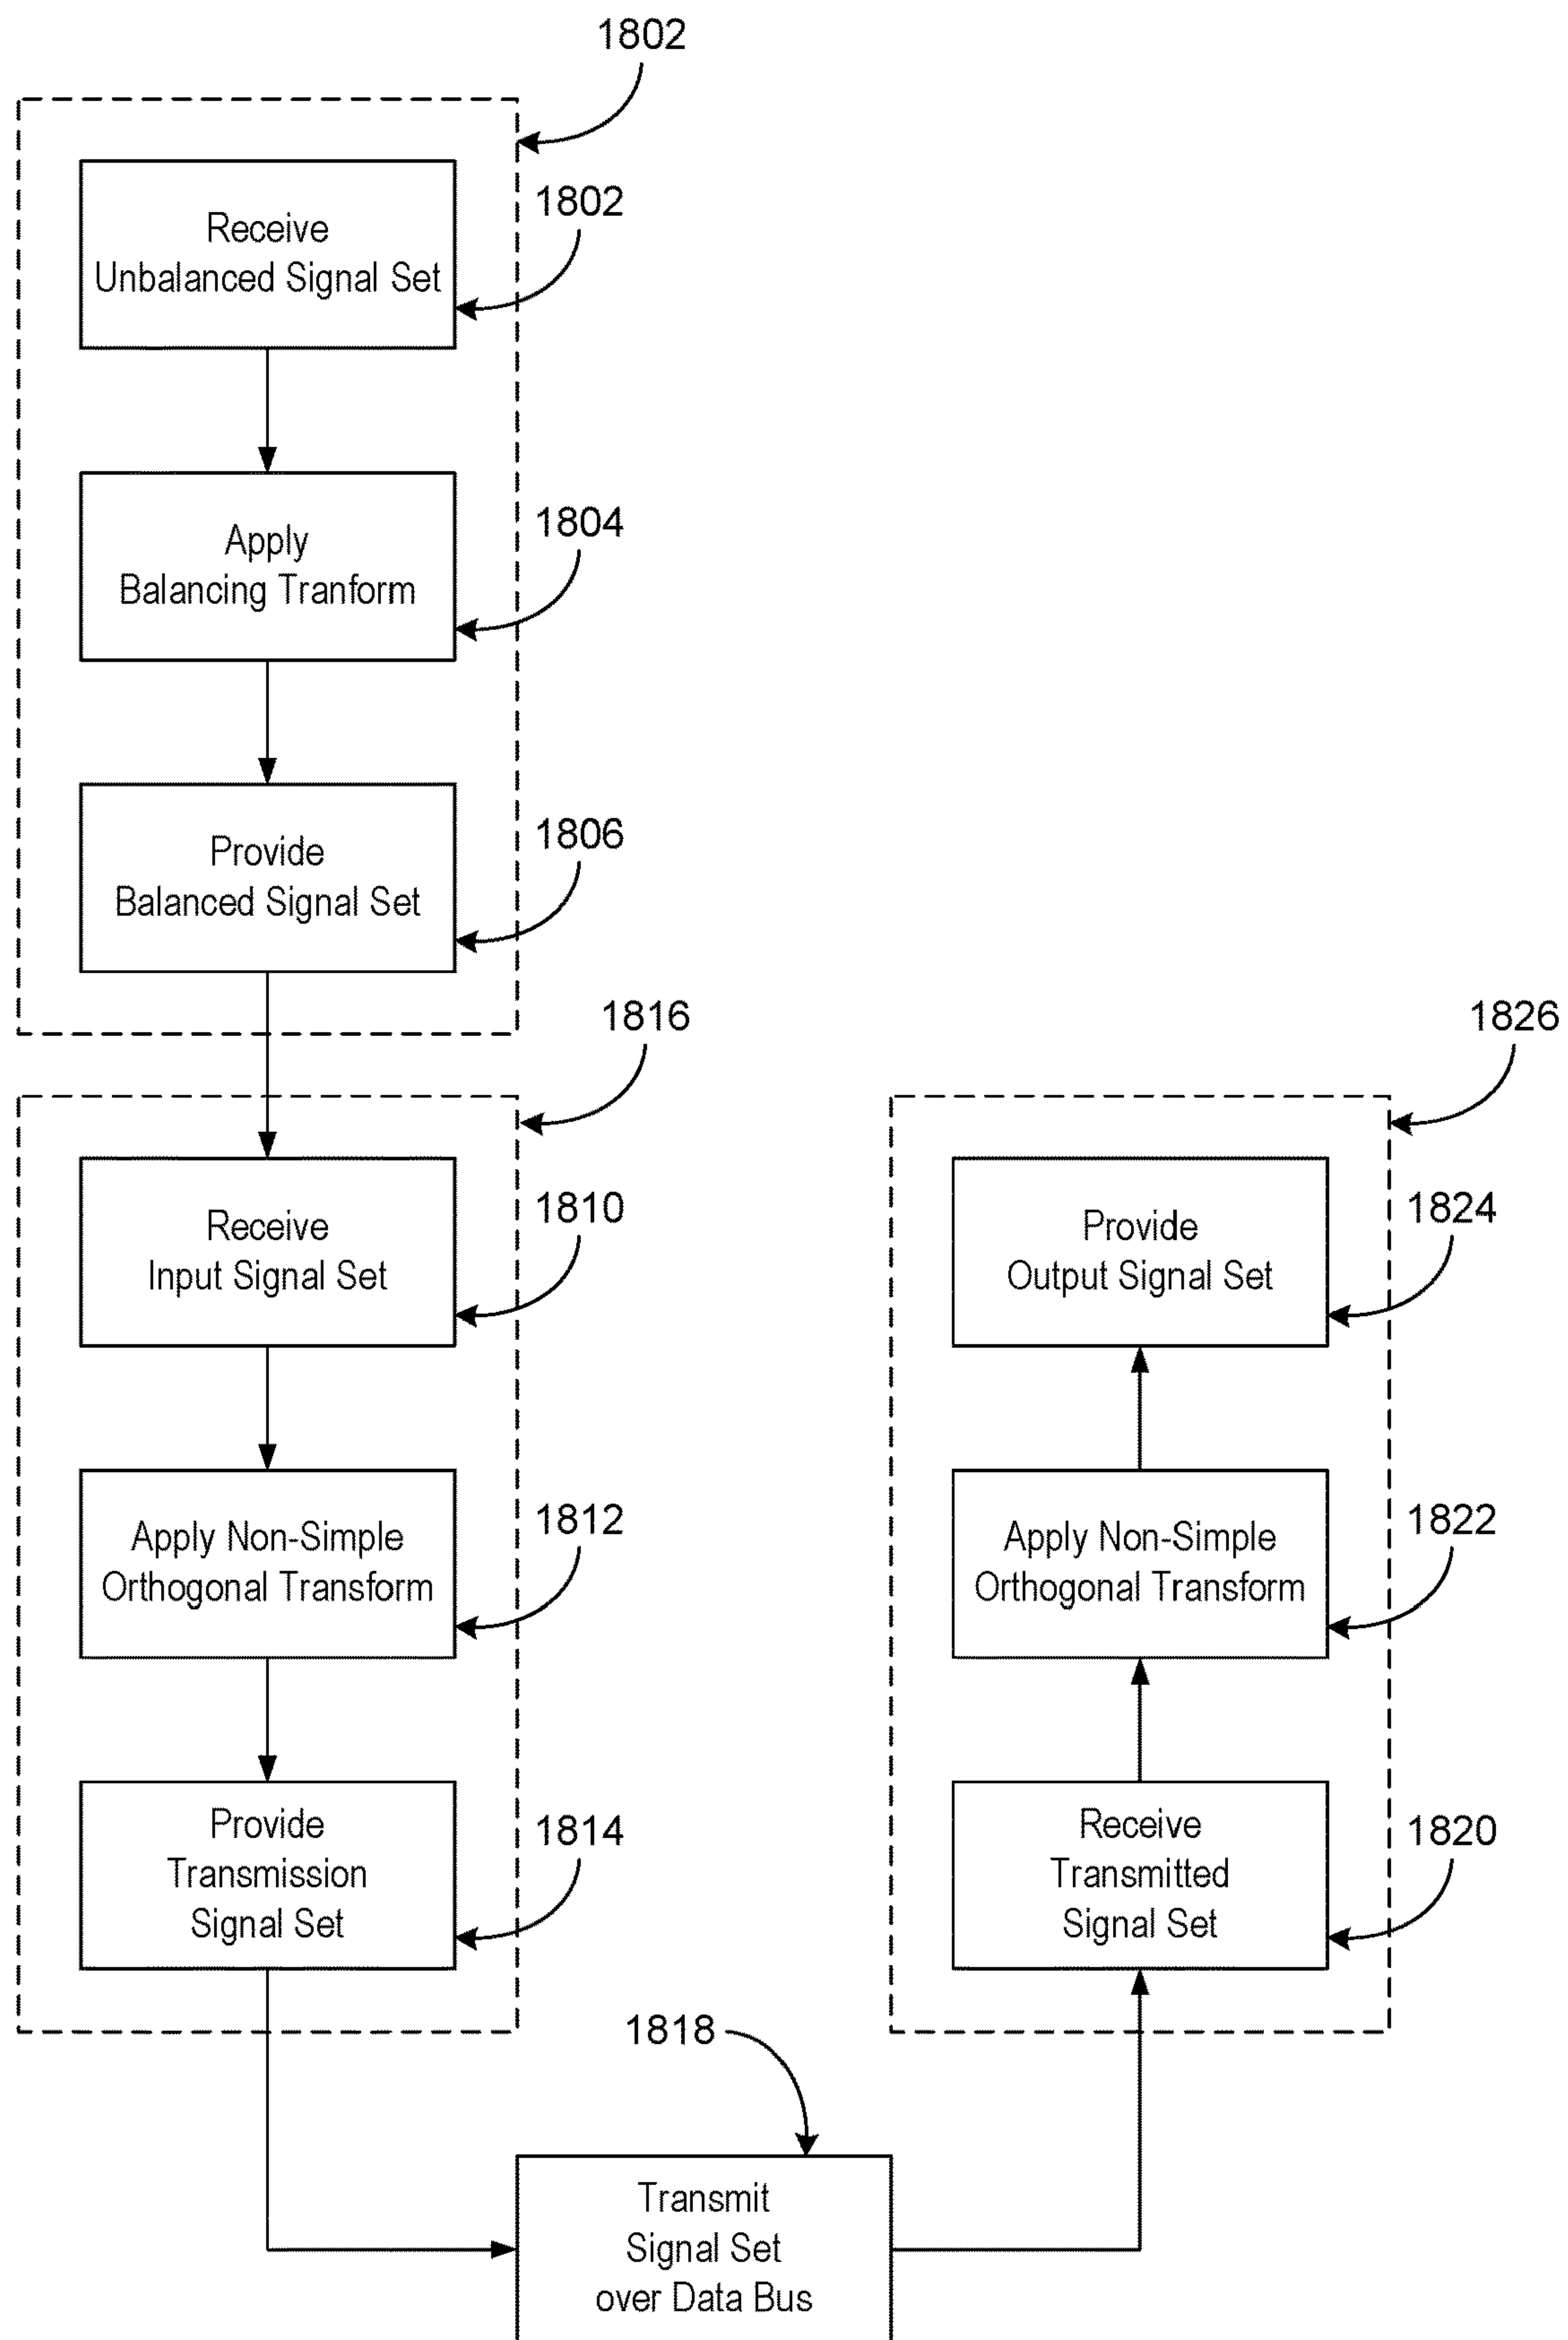 1802
Receive
Unbalanced Signal Set
1802
Apply
Balancing Tranform
1804
Provide
Balanced Signal Set
1806
1816
Receive
Input Signal Set
1810
Apply Non-Simple
Orthogonal Transform
1812
Provide
Transmission
Signal Set
1814
1818
Transmit
Signal Set
over Data Bus
1826
Provide
Output Signal Set
1824
Apply Non-Simple
Orthogonal Transform
1822
Receive
Transmitted
Signal Set
1820